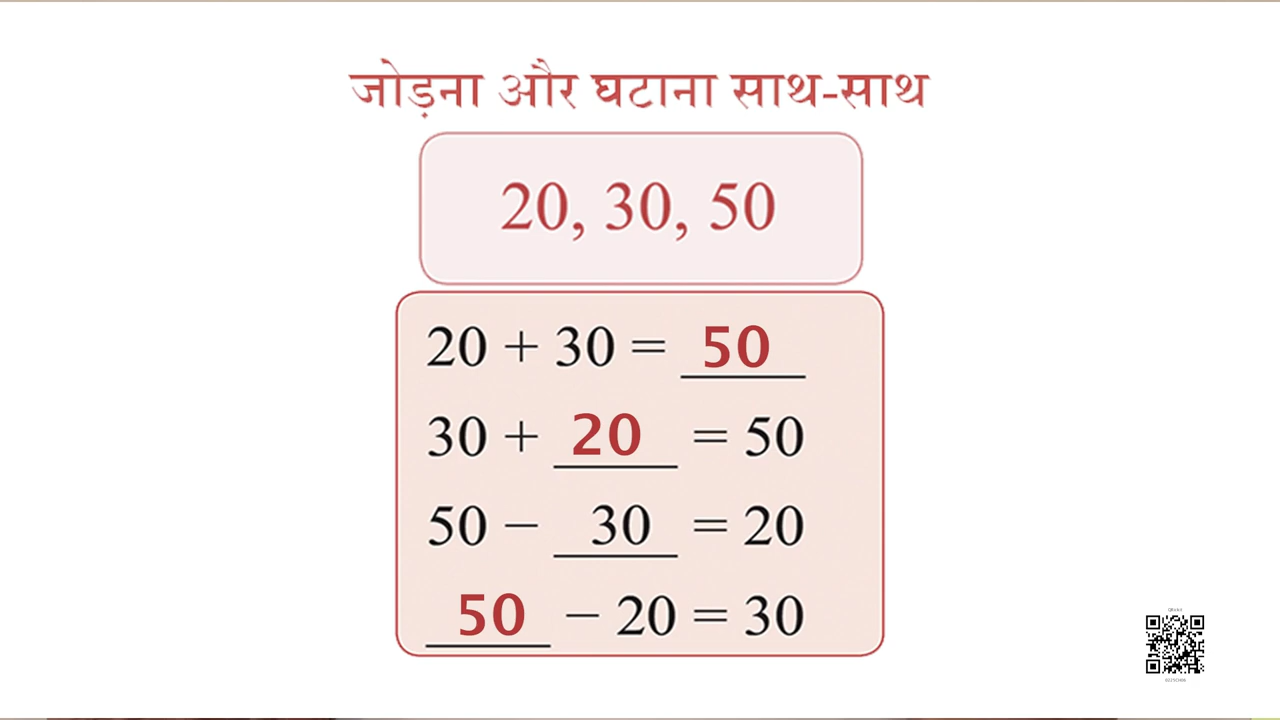 जोड़ना और घटाना साथ-साथ
20, 30, 50
20 + 30 = 50
30 + 20 = 50
50 − 30 = 20
50 − 20 = 30